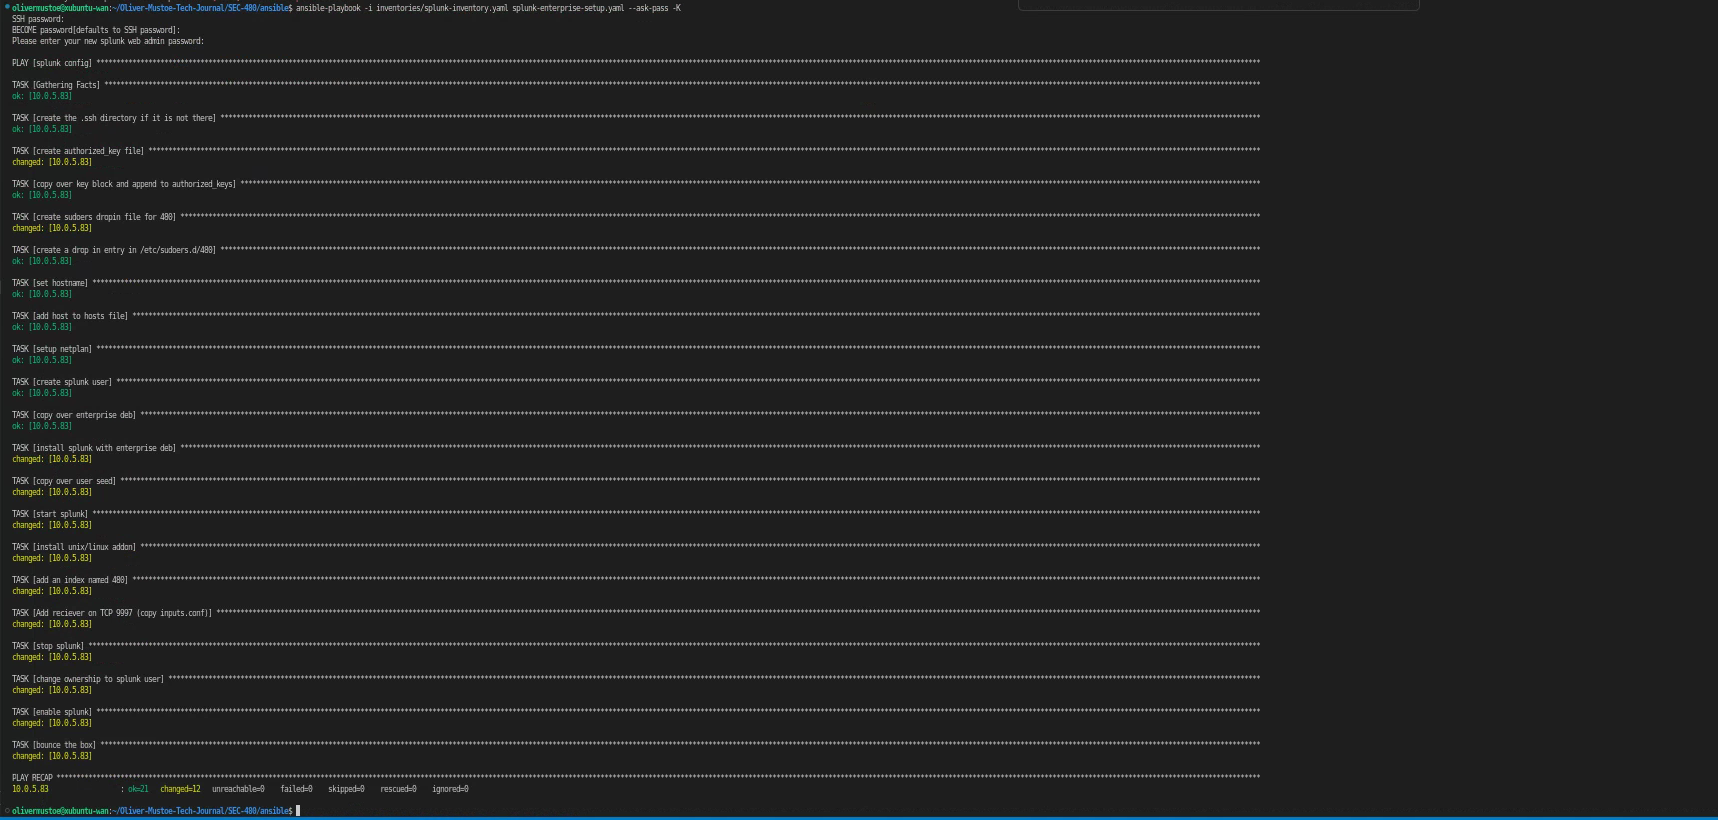 olivermustoe@xubuntu-wan:~/Oliver-Mustoe-Tech-Journal/SEC-480/ansible$ ansible-playbook -i inventories/splunk-inventory.yaml splunk-enterprise-setup.yaml --ask-pass -K
SSH password:
BECOME password[defaults to SSH password]:
Please enter your new splunk web admin password:
PLAY [splunk config] ****
TASK [Gathering Facts] ****
ok: [10.0.5.83]
TASK [create the .ssh directory if it is not there] ****
ok: [10.0.5.83]
TASK [create authorized_key file] ****
changed: [10.0.5.83]
TASK [copy over key block and append to authorized_keys] ****
ok: [10.0.5.83]
TASK [create sudoers dropin file for 480] ****
changed: [10.0.5.83]
TASK [create a drop in entry in /etc/sudoers.d/480] ****
ok: [10.0.5.83]
TASK [set hostname] ****
ok: [10.0.5.83]
TASK [add host to hosts file] ****
ok: [10.0.5.83]
TASK [setup netplan] ****
ok: [10.0.5.83]
TASK [create splunk user] ****
ok: [10.0.5.83]
TASK [copy over enterprise deb] ****
ok: [10.0.5.83]
TASK [install splunk with enterprise deb] ****
changed: [10.0.5.83]
TASK [copy over user seed] ****
changed: [10.0.5.83]
TASK [start splunk] ****
changed: [10.0.5.83]
TASK [install unix/linux addon] ****
changed: [10.0.5.83]
TASK [add an index named 480] ****
changed: [10.0.5.83]
TASK [Add reciever on TCP 9997 (copy inputs.conf)] ****
changed: [10.0.5.83]
TASK [stop splunk] ****
changed: [10.0.5.83]
TASK [change ownership to splunk user] ****
changed: [10.0.5.83]
TASK [enable splunk] ****
changed: [10.0.5.83]
TASK [bounce the box] ****
changed: [10.0.5.83]
PLAY RECAP ****
10.0.5.83 : ok=21 changed=12 unreachable=0 failed=0 skipped=0 rescued=0 ignored=0
olivermustoe@xubuntu-wan:~/Oliver-Mustoe-Tech-Journal/SEC-480/ansible$